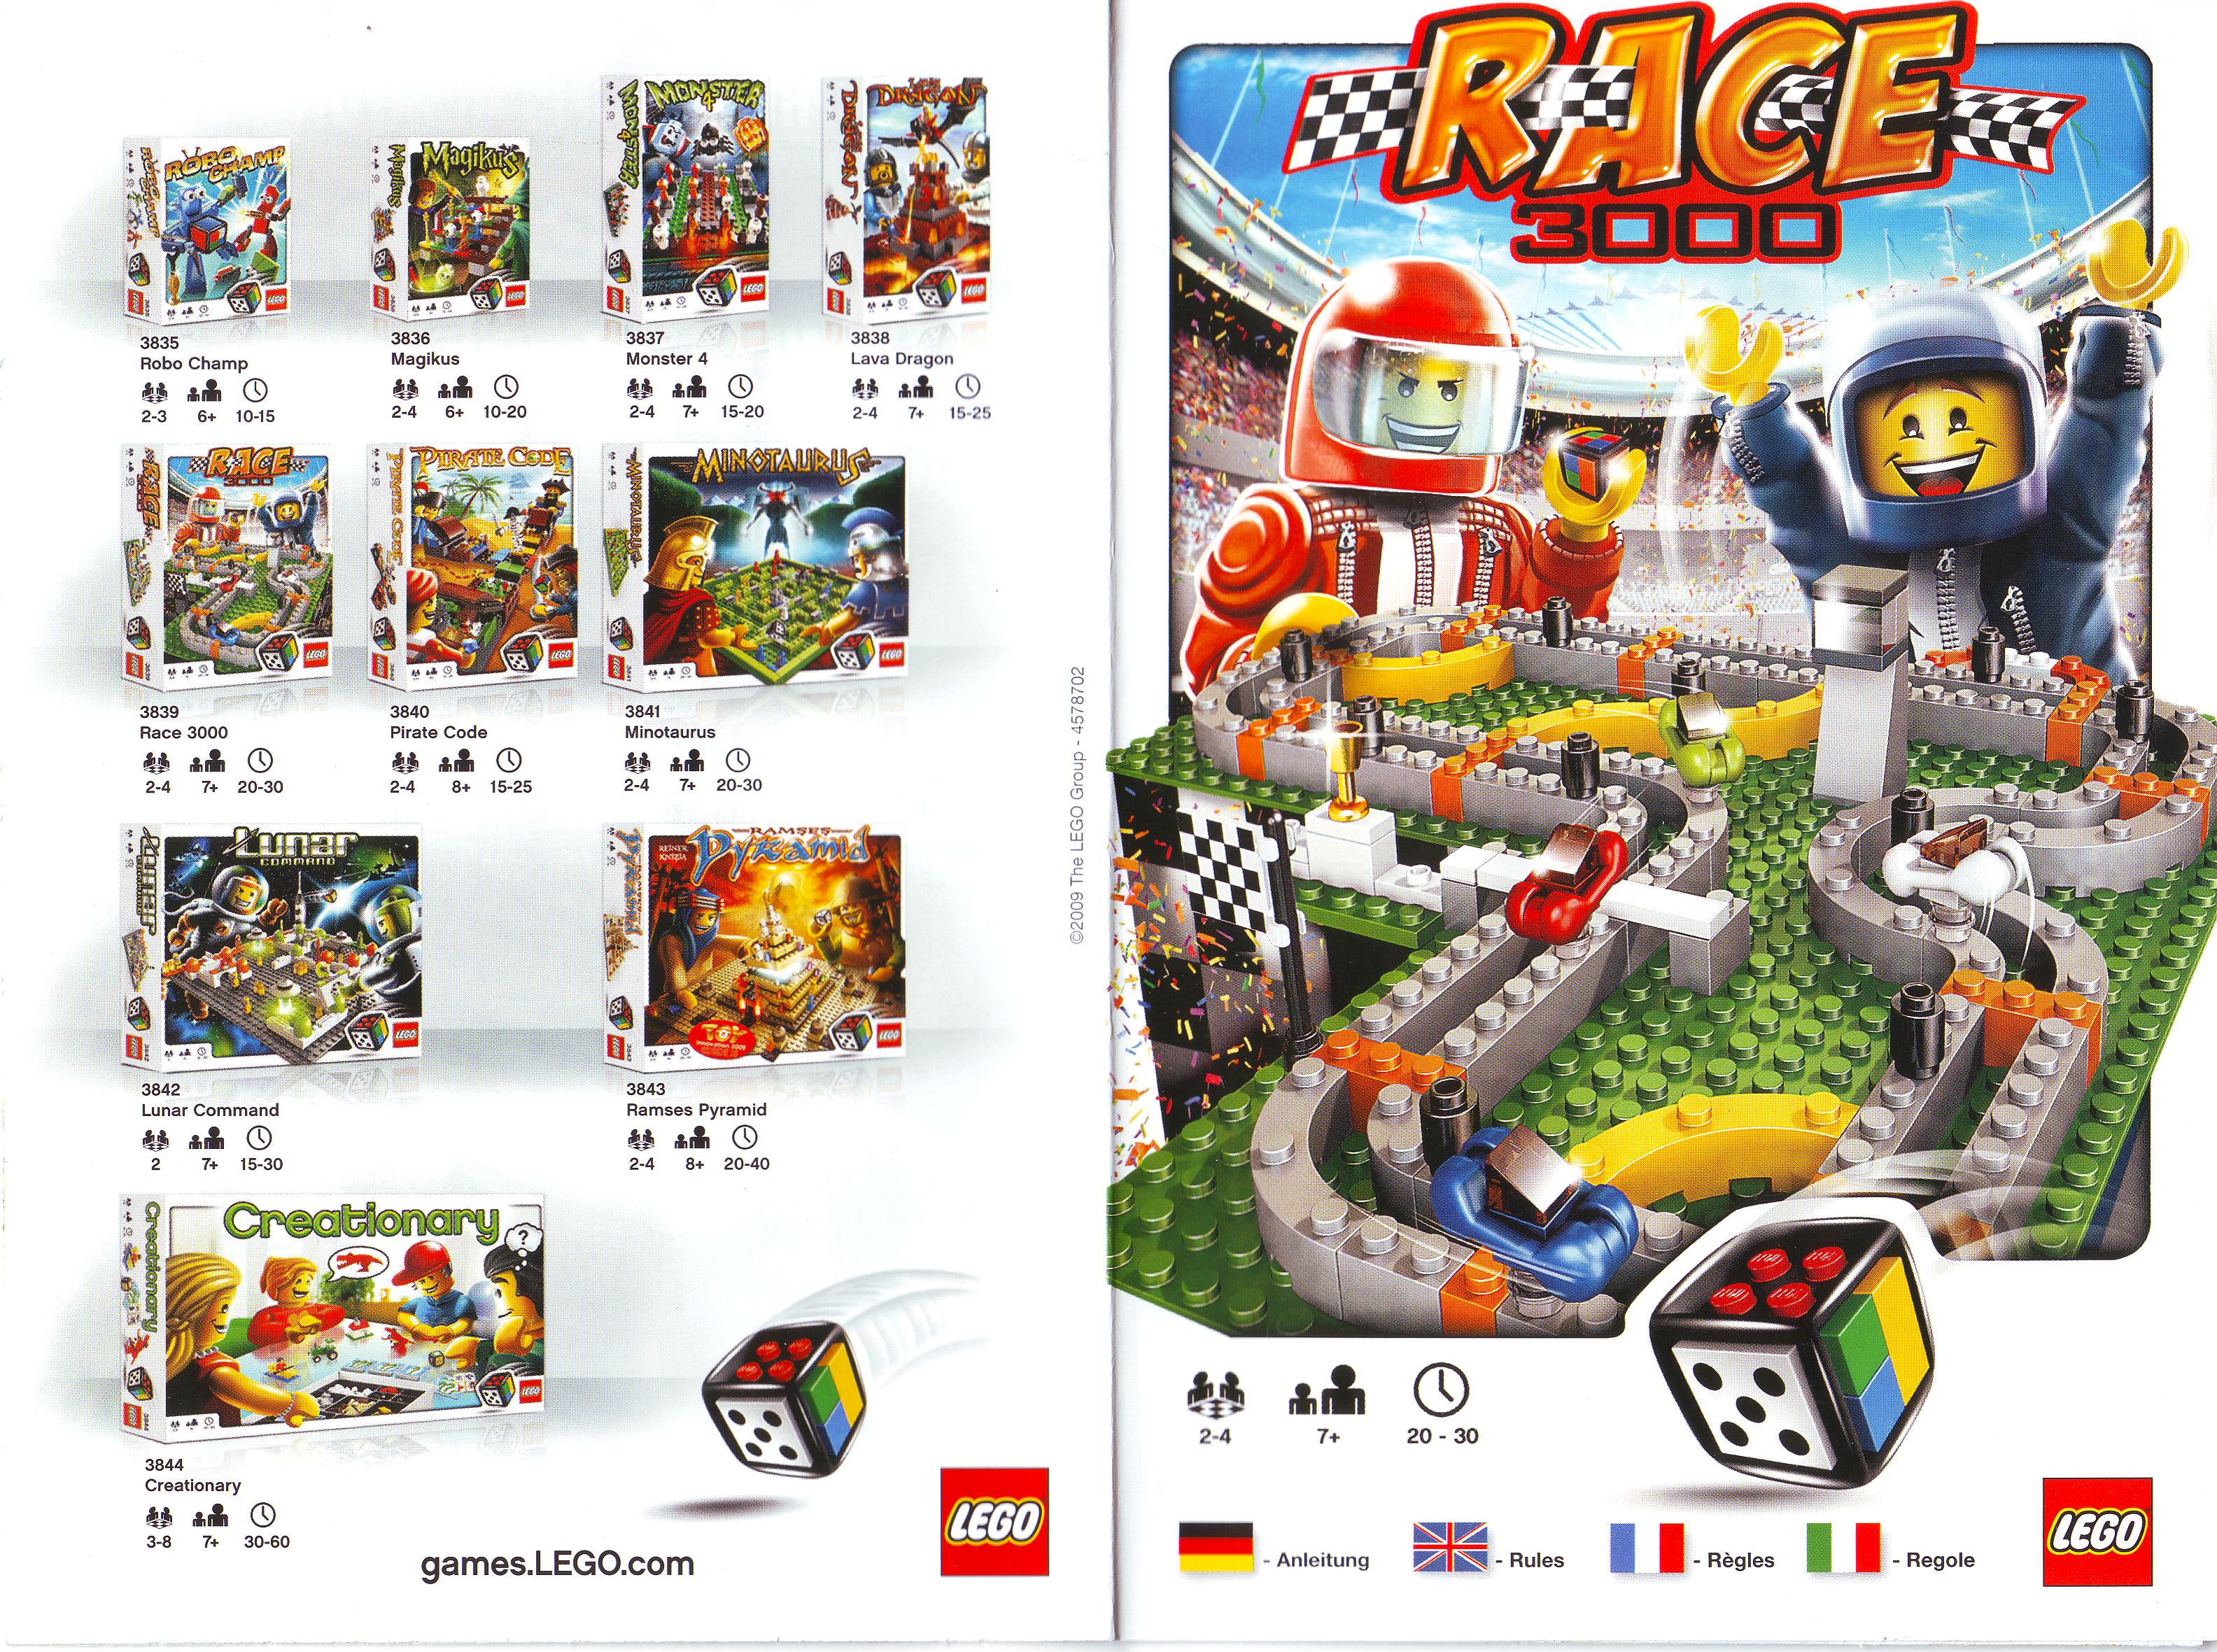 ROBO CHAMP
Magikus
MONSTER 4
LAVA DRAGON
3835
Robo Champ
2-3 6+ 10-15
3836
Magikus
2-4 6+ 10-20
3837
Monster 4
2-4 7+ 15-20
3838
Lava Dragon
2-4 7+ 15-25
RACE 3000
PIRATE CODE
MINOTAURUS
3839
Race 3000
2-4 7+ 20-30
3840
Pirate Code
2-4 8+ 15-25
3841
Minotaurus
2-4 7+ 20-30
LUNAR
COMMAND
REINER KNIZIA
RAMSES
Pyramid
TOY
Innovation 2009
3842
Lunar Command
2 7+ 15-30
3843
Ramses Pyramid
2-4 8+ 20-40
Creationary
?
3844
Creationary
3-8 7+ 30-60
games.LEGO.com
LEGO
©2009 The LEGO Group - 4578702
RACE
3000
2-4 7+ 20 - 30
- Anleitung - Rules - Règles - Regole
LEGO